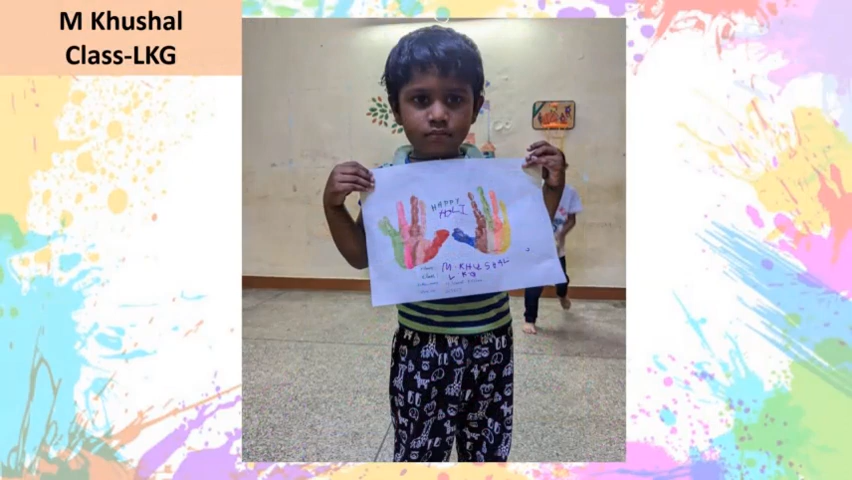 M Khushal
Class-LKG
HAPPY
HOLI
M. KHUSHAL
LKG